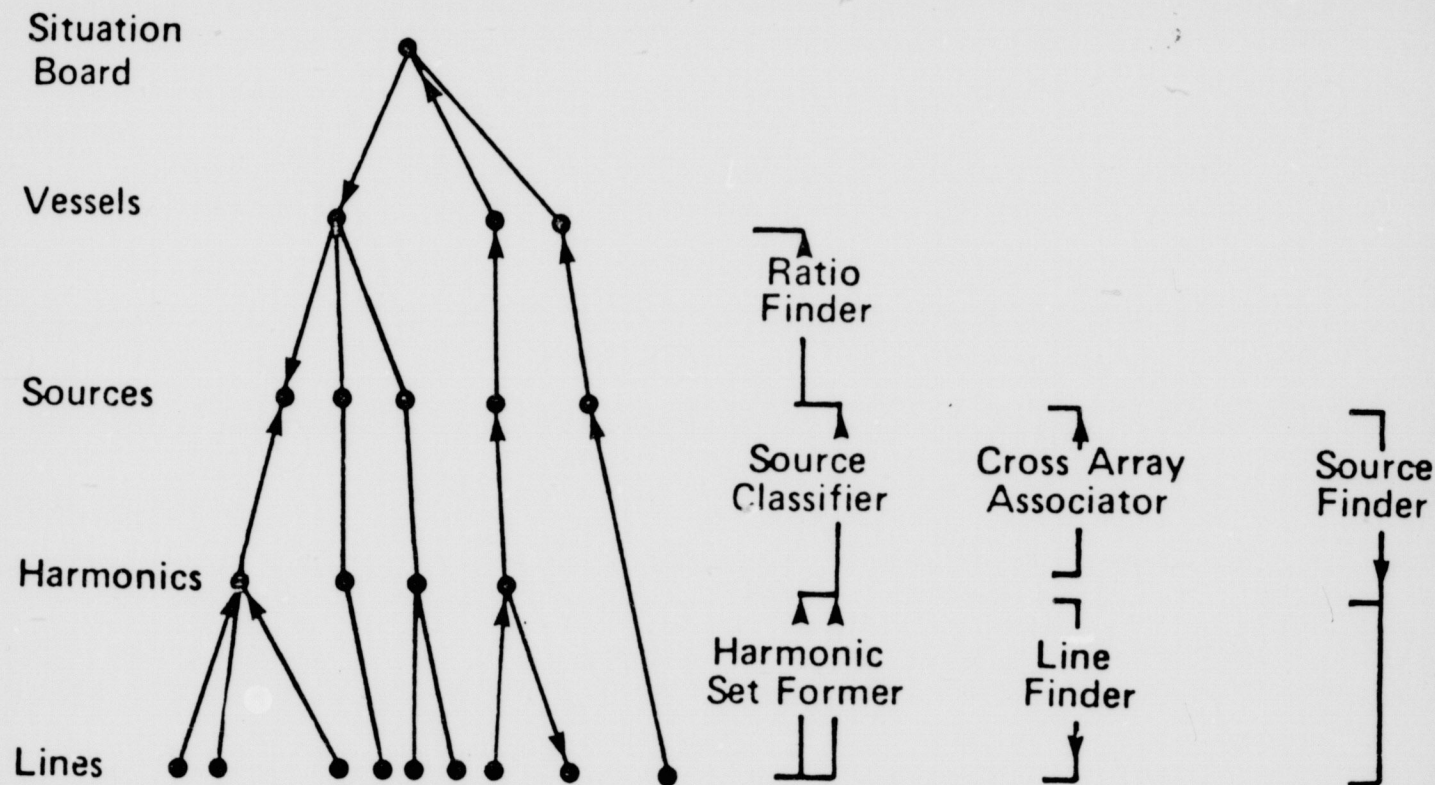 Situation
Board
Vessels
Ratio
Finder
Sources
Source
Classifier
Cross Array
Associator
Source
Finder
Harmonics
Harmonic
Set Former
Line
Finder
Lines